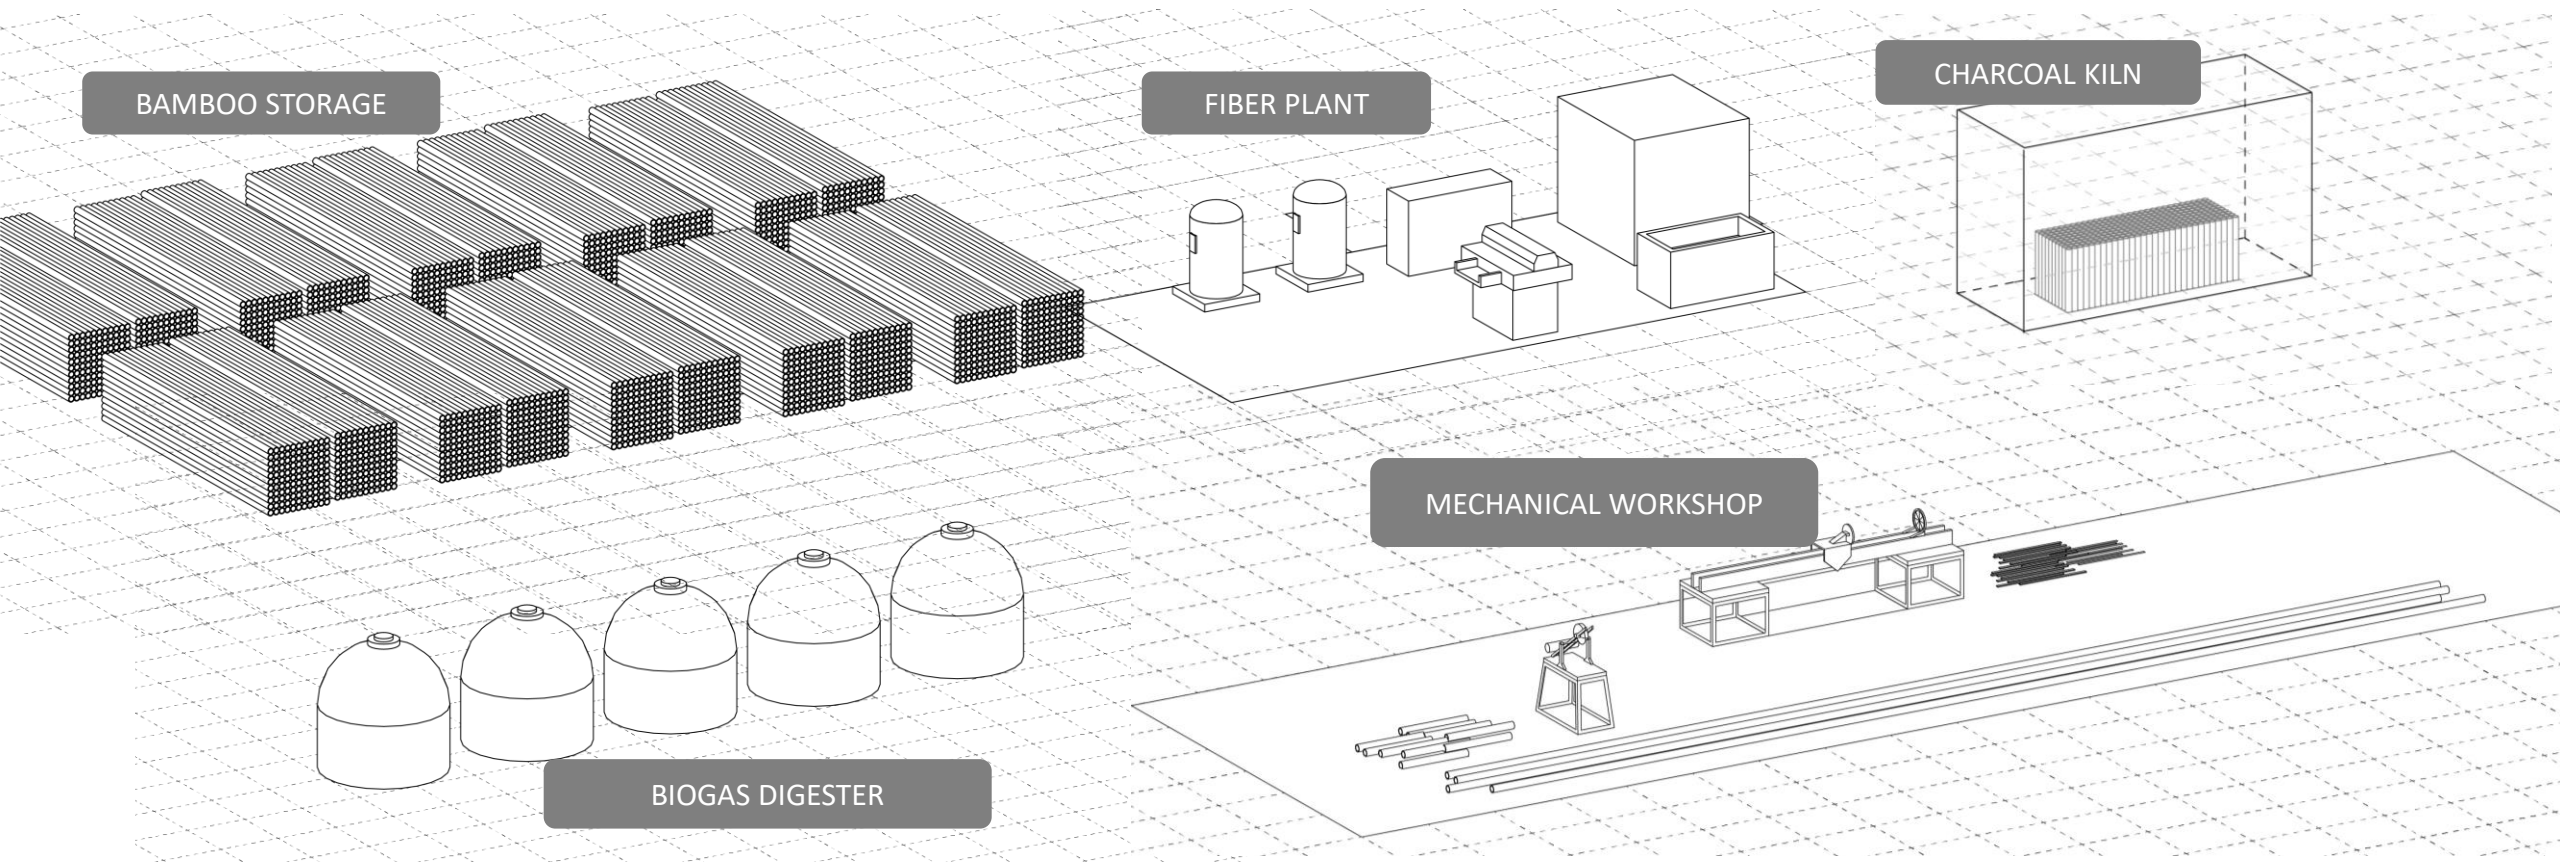 BAMBOO STORAGE
FIBER PLANT
CHARCOAL KILN
MECHANICAL WORKSHOP
BIOGAS DIGESTER